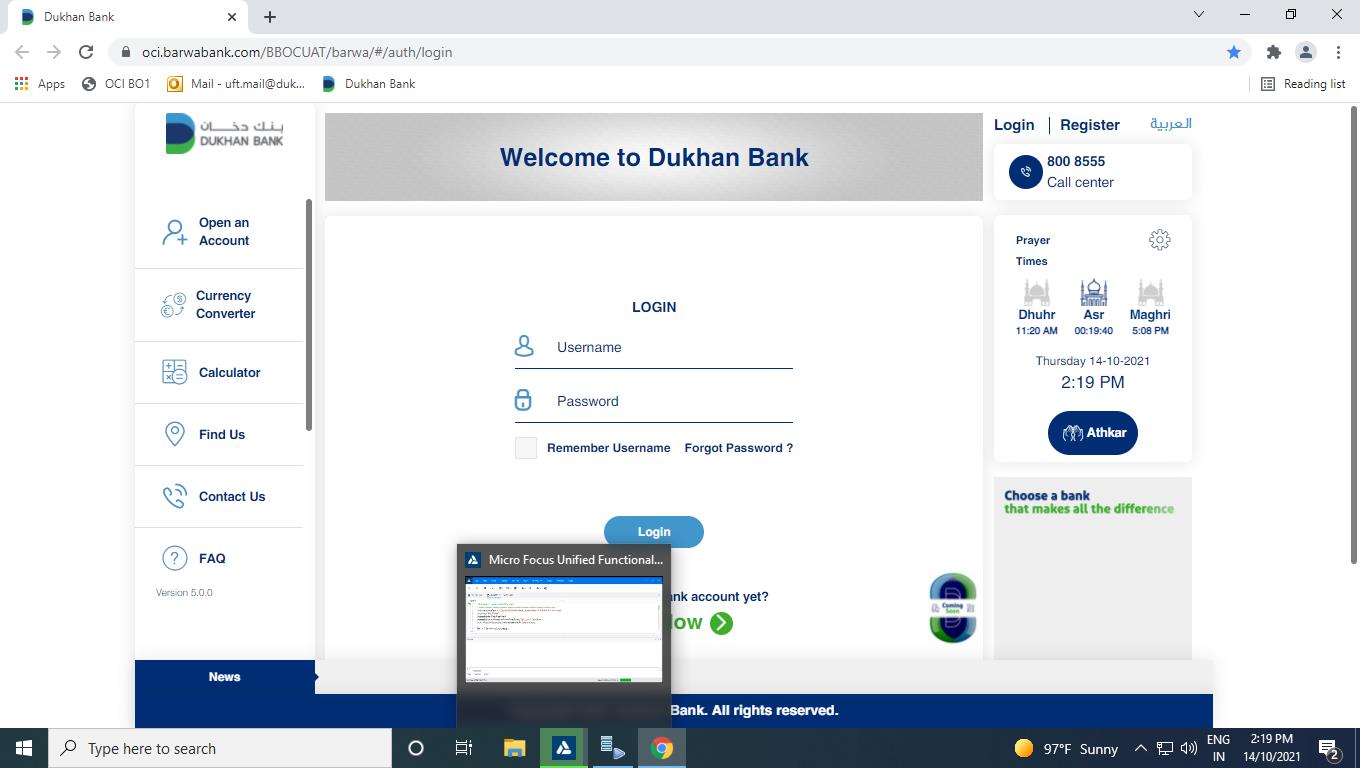 Dukhan Bank
oci.barwabank.com/BBOCUAT/barwa/#/auth/login
Apps
OCI BO1
Mail - uft.mail@duk...
Dukhan Bank
Reading list
بنك دخان
DUKHAN BANK
Open an
Account
Currency
Converter
Calculator
Find Us
Contact Us
FAQ
Version 5.0.0
Welcome to Dukhan Bank
LOGIN
Username
Password
Remember Username
Forgot Password ?
Login
Micro Focus Unified Functional...
nk account yet?
Login
Register
العربية
800 8555
Call center
Prayer
Times
Dhuhr
11:20 AM
Asr
00:19:40
Maghri
5:08 PM
Thursday 14-10-2021
2:19 PM
Athkar
Choose a bank
that makes all the difference
Coming
Soon
News
Bank. All rights reserved.
Type here to search
97°F Sunny
ENG
IN
2:19 PM
14/10/2021
2